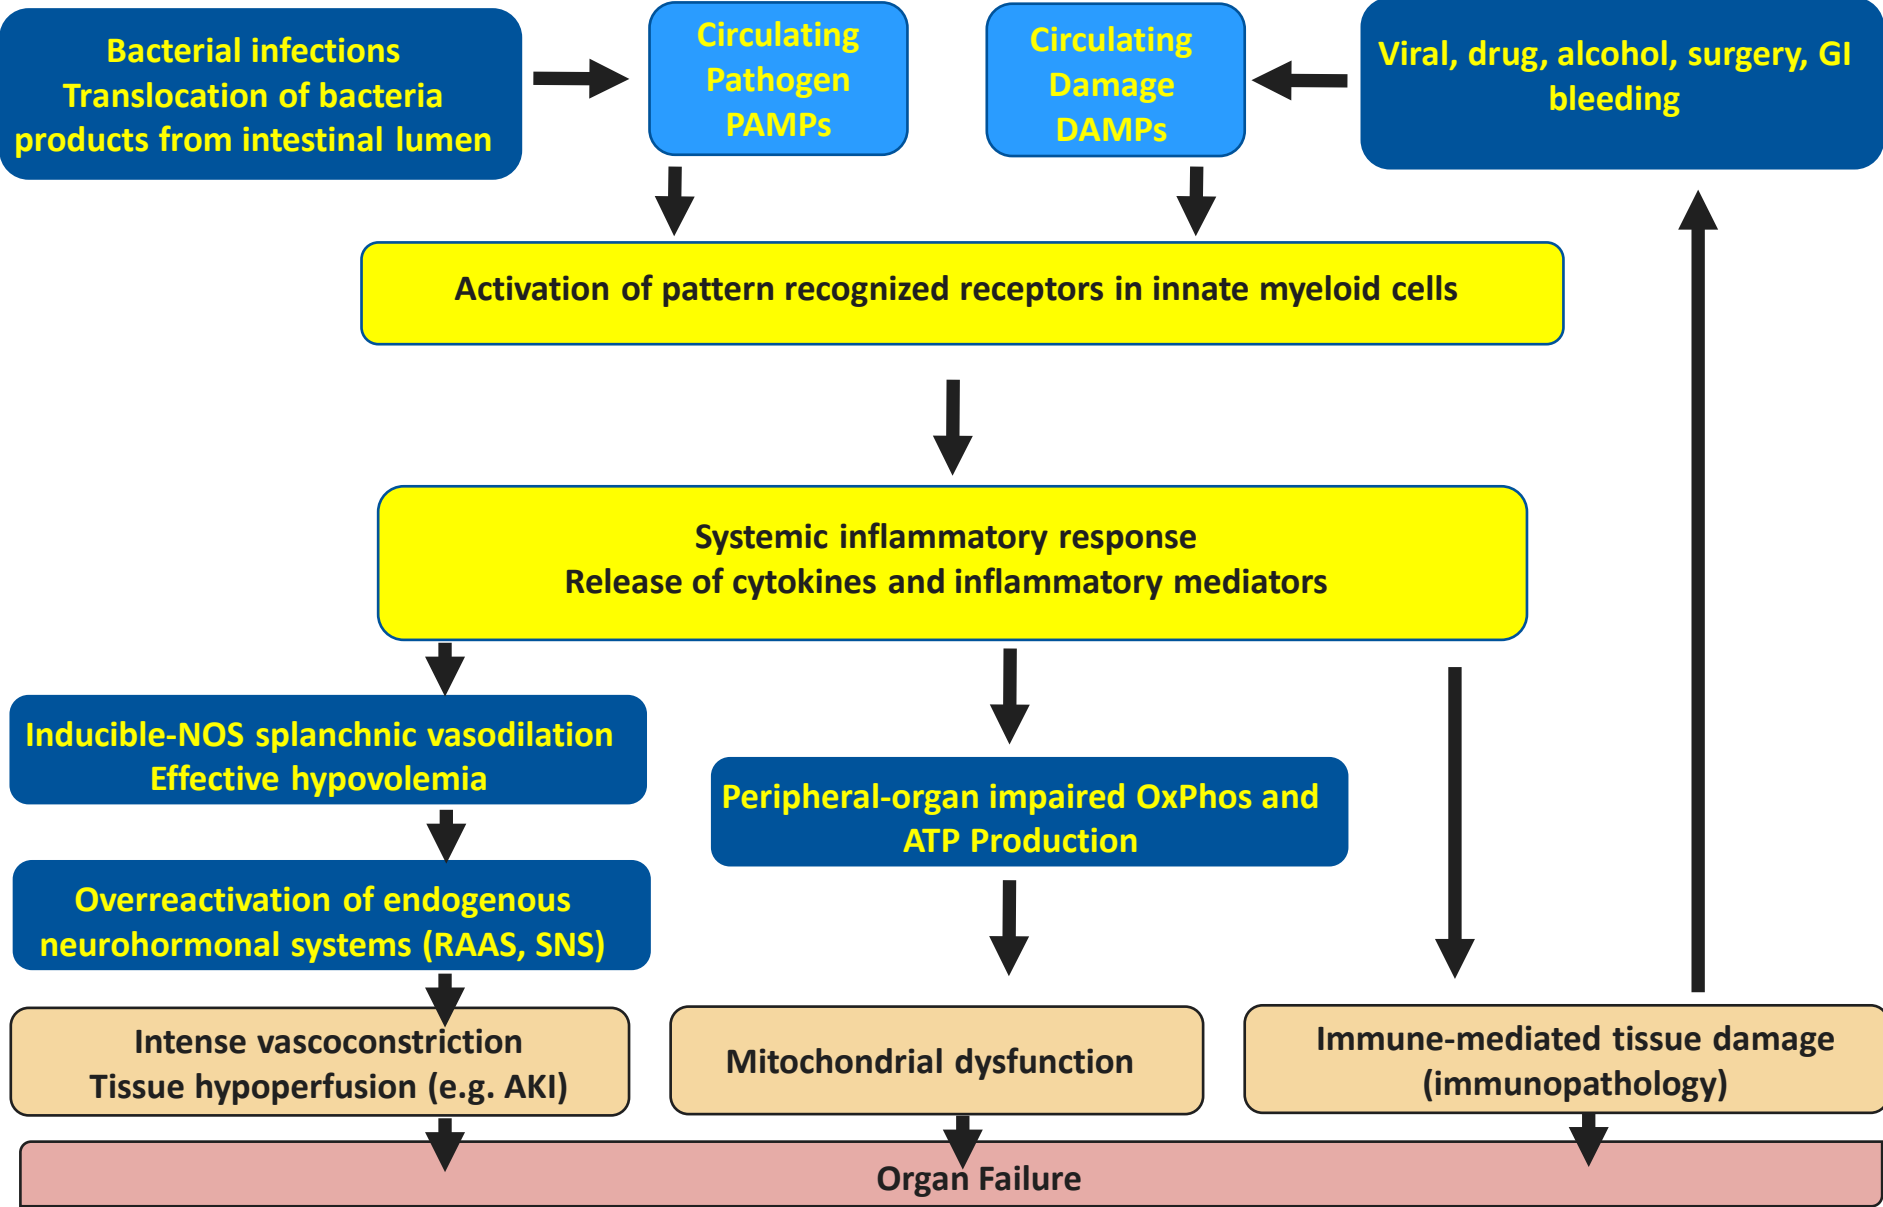 Bacterial infections
Translocation of bacteria
products from intestinal lumen
Circulating
Pathogen
PAMPs
Circulating
Damage
DAMPs
Viral, drug, alcohol, surgery, GI
bleeding
Activation of pattern recognized receptors in innate myeloid cells
Systemic inflammatory response
Release of cytokines and inflammatory mediators
Inducible-NOS splanchnic vasodilation
Effective hypovolemia
Peripheral-organ impaired OxPhos and
ATP Production
Overreactivation of endogenous
neurohormonal systems (RAAS, SNS)
Intense vascoconstriction
Tissue hypoperfusion (e.g. AKI)
Mitochondrial dysfunction
Immune-mediated tissue damage
(immunopathology)
Organ Failure